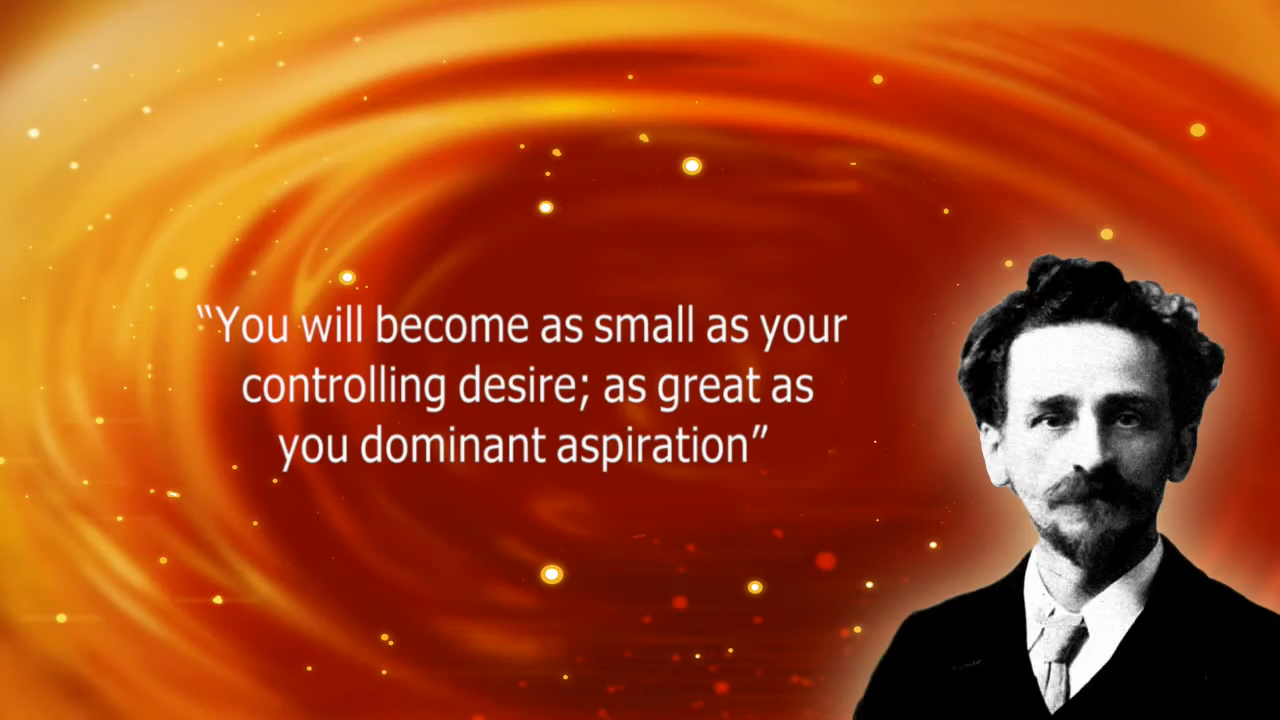 “You will become as small as your
controlling desire; as great as
you dominant aspiration”